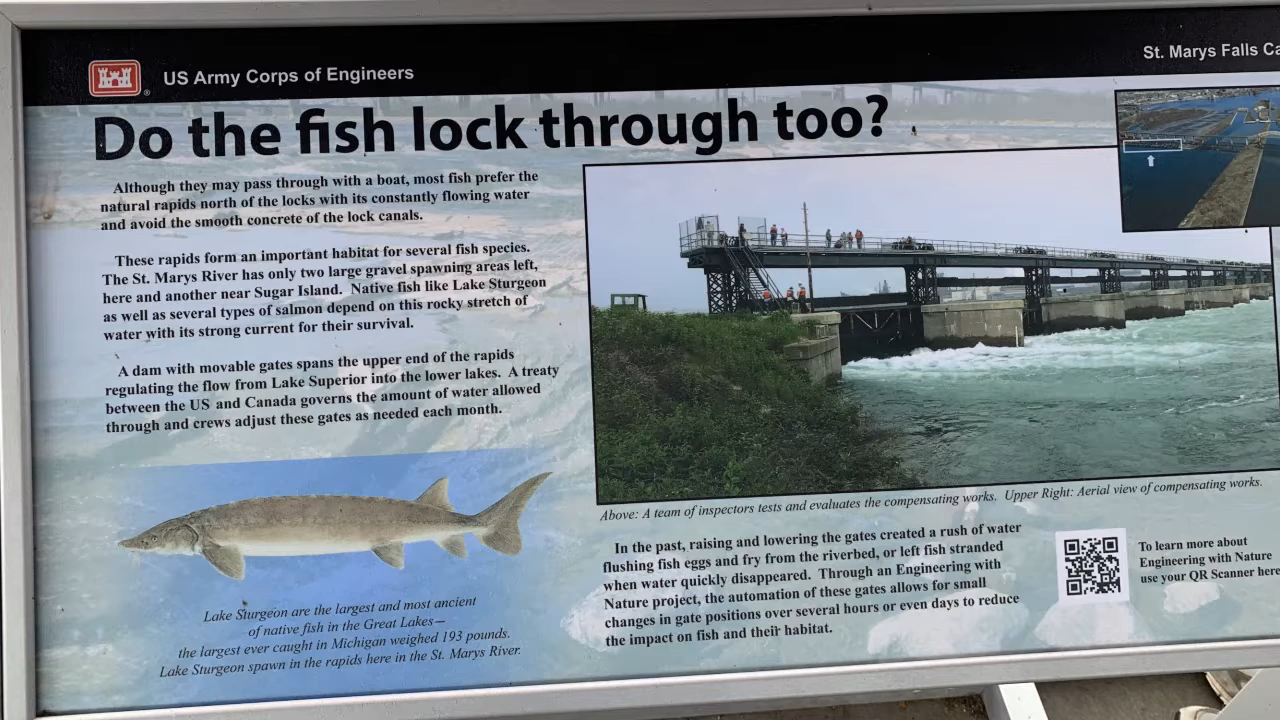 US Army Corps of Engineers
St. Marys Falls
Do the fish lock through too?
Although they may pass through with a boat, most fish prefer the
natural rapids north of the locks with its constantly flowing water
and avoid the smooth concrete of the lock canals.
These rapids form an important habitat for several fish species.
The St. Marys River has only two large gravel spawning areas left,
here and another near Sugar Island. Native fish like Lake Sturgeon
as well as several types of salmon depend on this rocky stretch of
water with its strong current for their survival.
A dam with movable gates spans the upper end of the rapids
regulating the flow from Lake Superior into the lower lakes. A treaty
between the US and Canada governs the amount of water allowed
through and crews adjust these gates as needed each month.
Lake Sturgeon are the largest and most ancient
of native fish in the Great Lakes—
the largest ever caught in Michigan weighed 193 pounds.
Lake Sturgeon spawn in the rapids here in the St. Marys River.
Above: A team of inspectors tests and evaluates the compensating works. Upper Right: Aerial view of compensating works.
In the past, raising and lowering the gates created a rush of water
flushing fish eggs and fry from the riverbed, or left fish stranded
when water quickly disappeared. Through an Engineering with
Nature project, the automation of these gates allows for small
changes in gate positions over several hours or even days to reduce
the impact on fish and their habitat.
To learn more about
Engineering with Nature
use your QR Scanner here